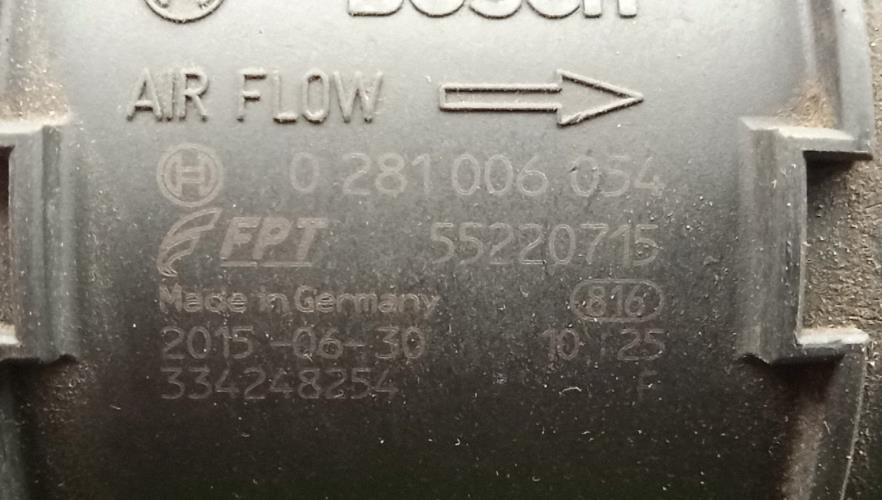 BOSCH
AIR FLOW
0 281 006 054
FPT 55220715
Made in Germany 816
2015-06-30 10 25
334248254 F